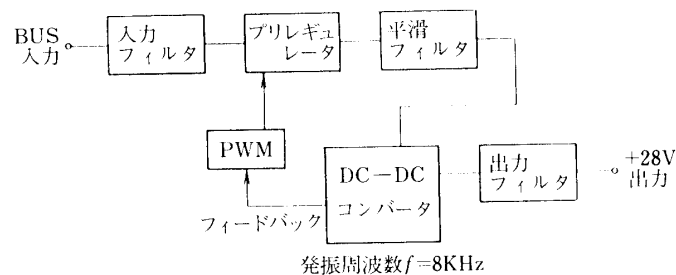 BUS
入力
入力
フィルタ
プリレギュ
レータ
平滑
フィルタ
PWM
フィードバック
DC−DC
コンバータ
出力
フィルタ
+28V
出力
発振周波数f=8KHz